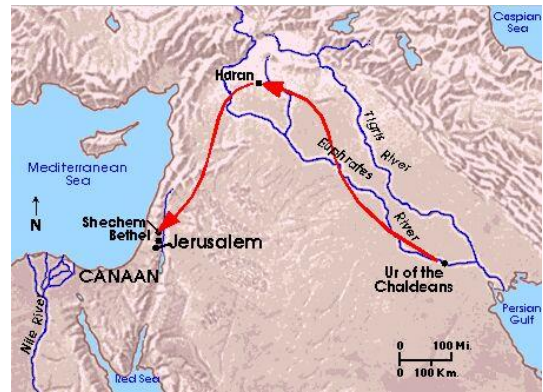 Caspian
Sea
Haran
Tigris
River
Euphrates
River
Mediterranean
Sea
N
Shechem
Bethel
Jerusalem
CANAAN
Ur of the
Chaldeans
Nile River
Persian
Gulf
0 100 Mi.
0 100 Km.
Red Sea